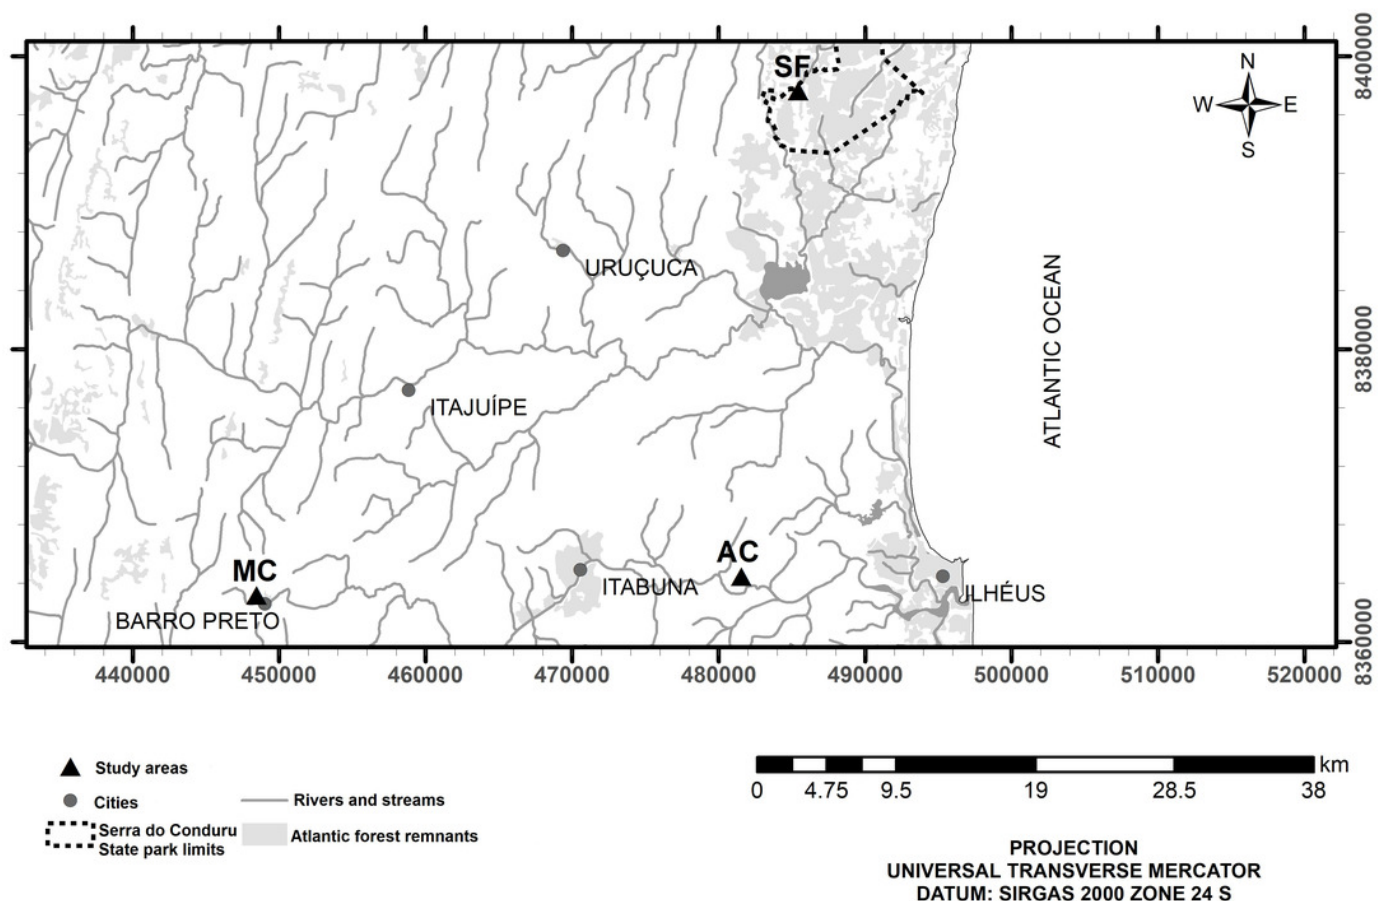 8400000
SF
N
W
E
S
URUÇUCA
ATLANTIC OCEAN
8380000
ITAJUÍPE
MC
AC
ITABUNA
ILHÉUS
BARRO PRETO
8360000
440000 450000 460000 470000 480000 490000 500000 510000 520000
Study areas
Cities
Rivers and streams
Serra do Conduru
State park limits
Atlantic forest remnants
km
0 4.75 9.5 19 28.5 38
PROJECTION
UNIVERSAL TRANSVERSE MERCATOR
DATUM: SIRGAS 2000 ZONE 24 S